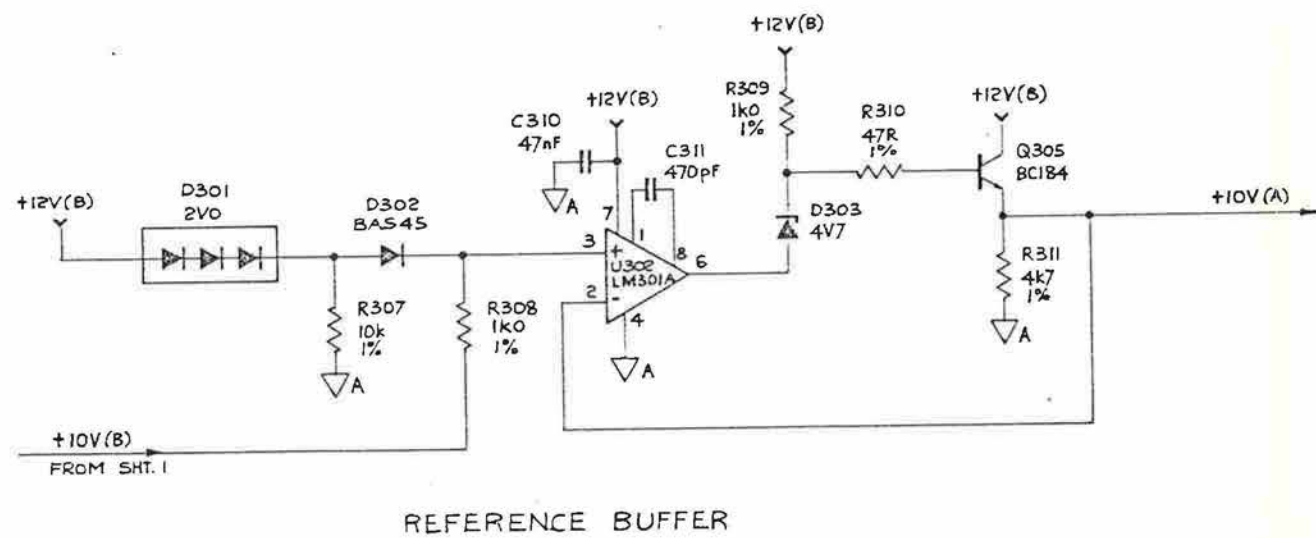 +12V(B)
R309
1k0
1%
+12V(B)
C310
47nF
C311
470pF
R310
47R
1%
+12V(B)
Q305
BC184
A
+12V(B)
D301
2V0
D302
BAS45
7
1
8
3
+
U302
LM301A
6
2
-
4
D303
4V7
+10V(A)
R307
10k
1%
R308
1k0
1%
R311
4k7
1%
A
A
A
+10V(B)
FROM SHT. 1
REFERENCE BUFFER